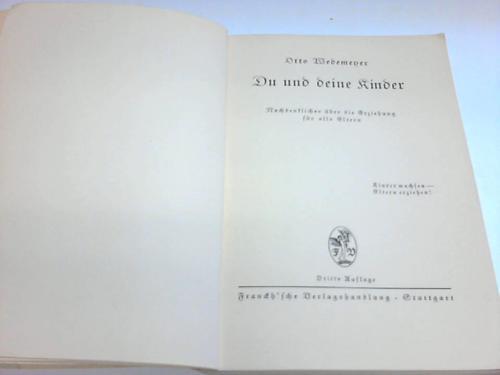 Otto Wedemeyer
Du und deine Kinder
Nachdenkliches über die Erziehung
für alle Eltern
Kinder wachsen—
Eltern erziehen!
F V
Dritte Auflage
Franckh'sche Verlagshandlung - Stuttgart